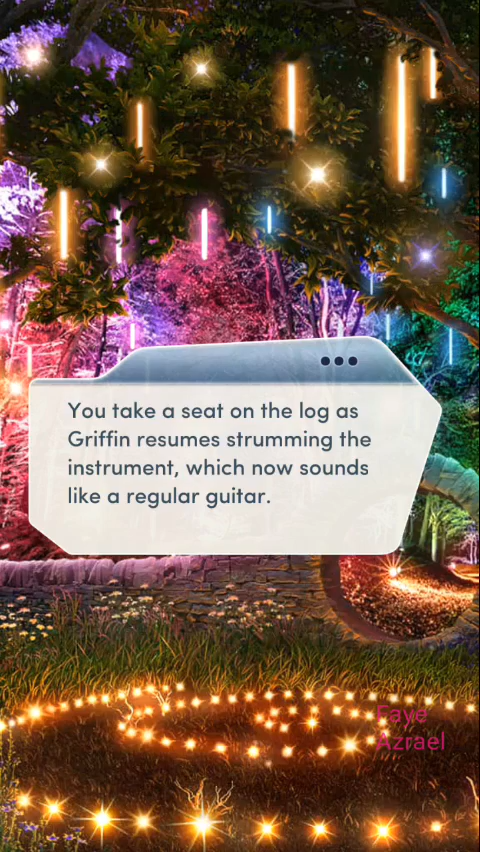 You take a seat on the log as
Griffin resumes strumming the
instrument, which now sounds
like a regular guitar.
Faye
Azrael